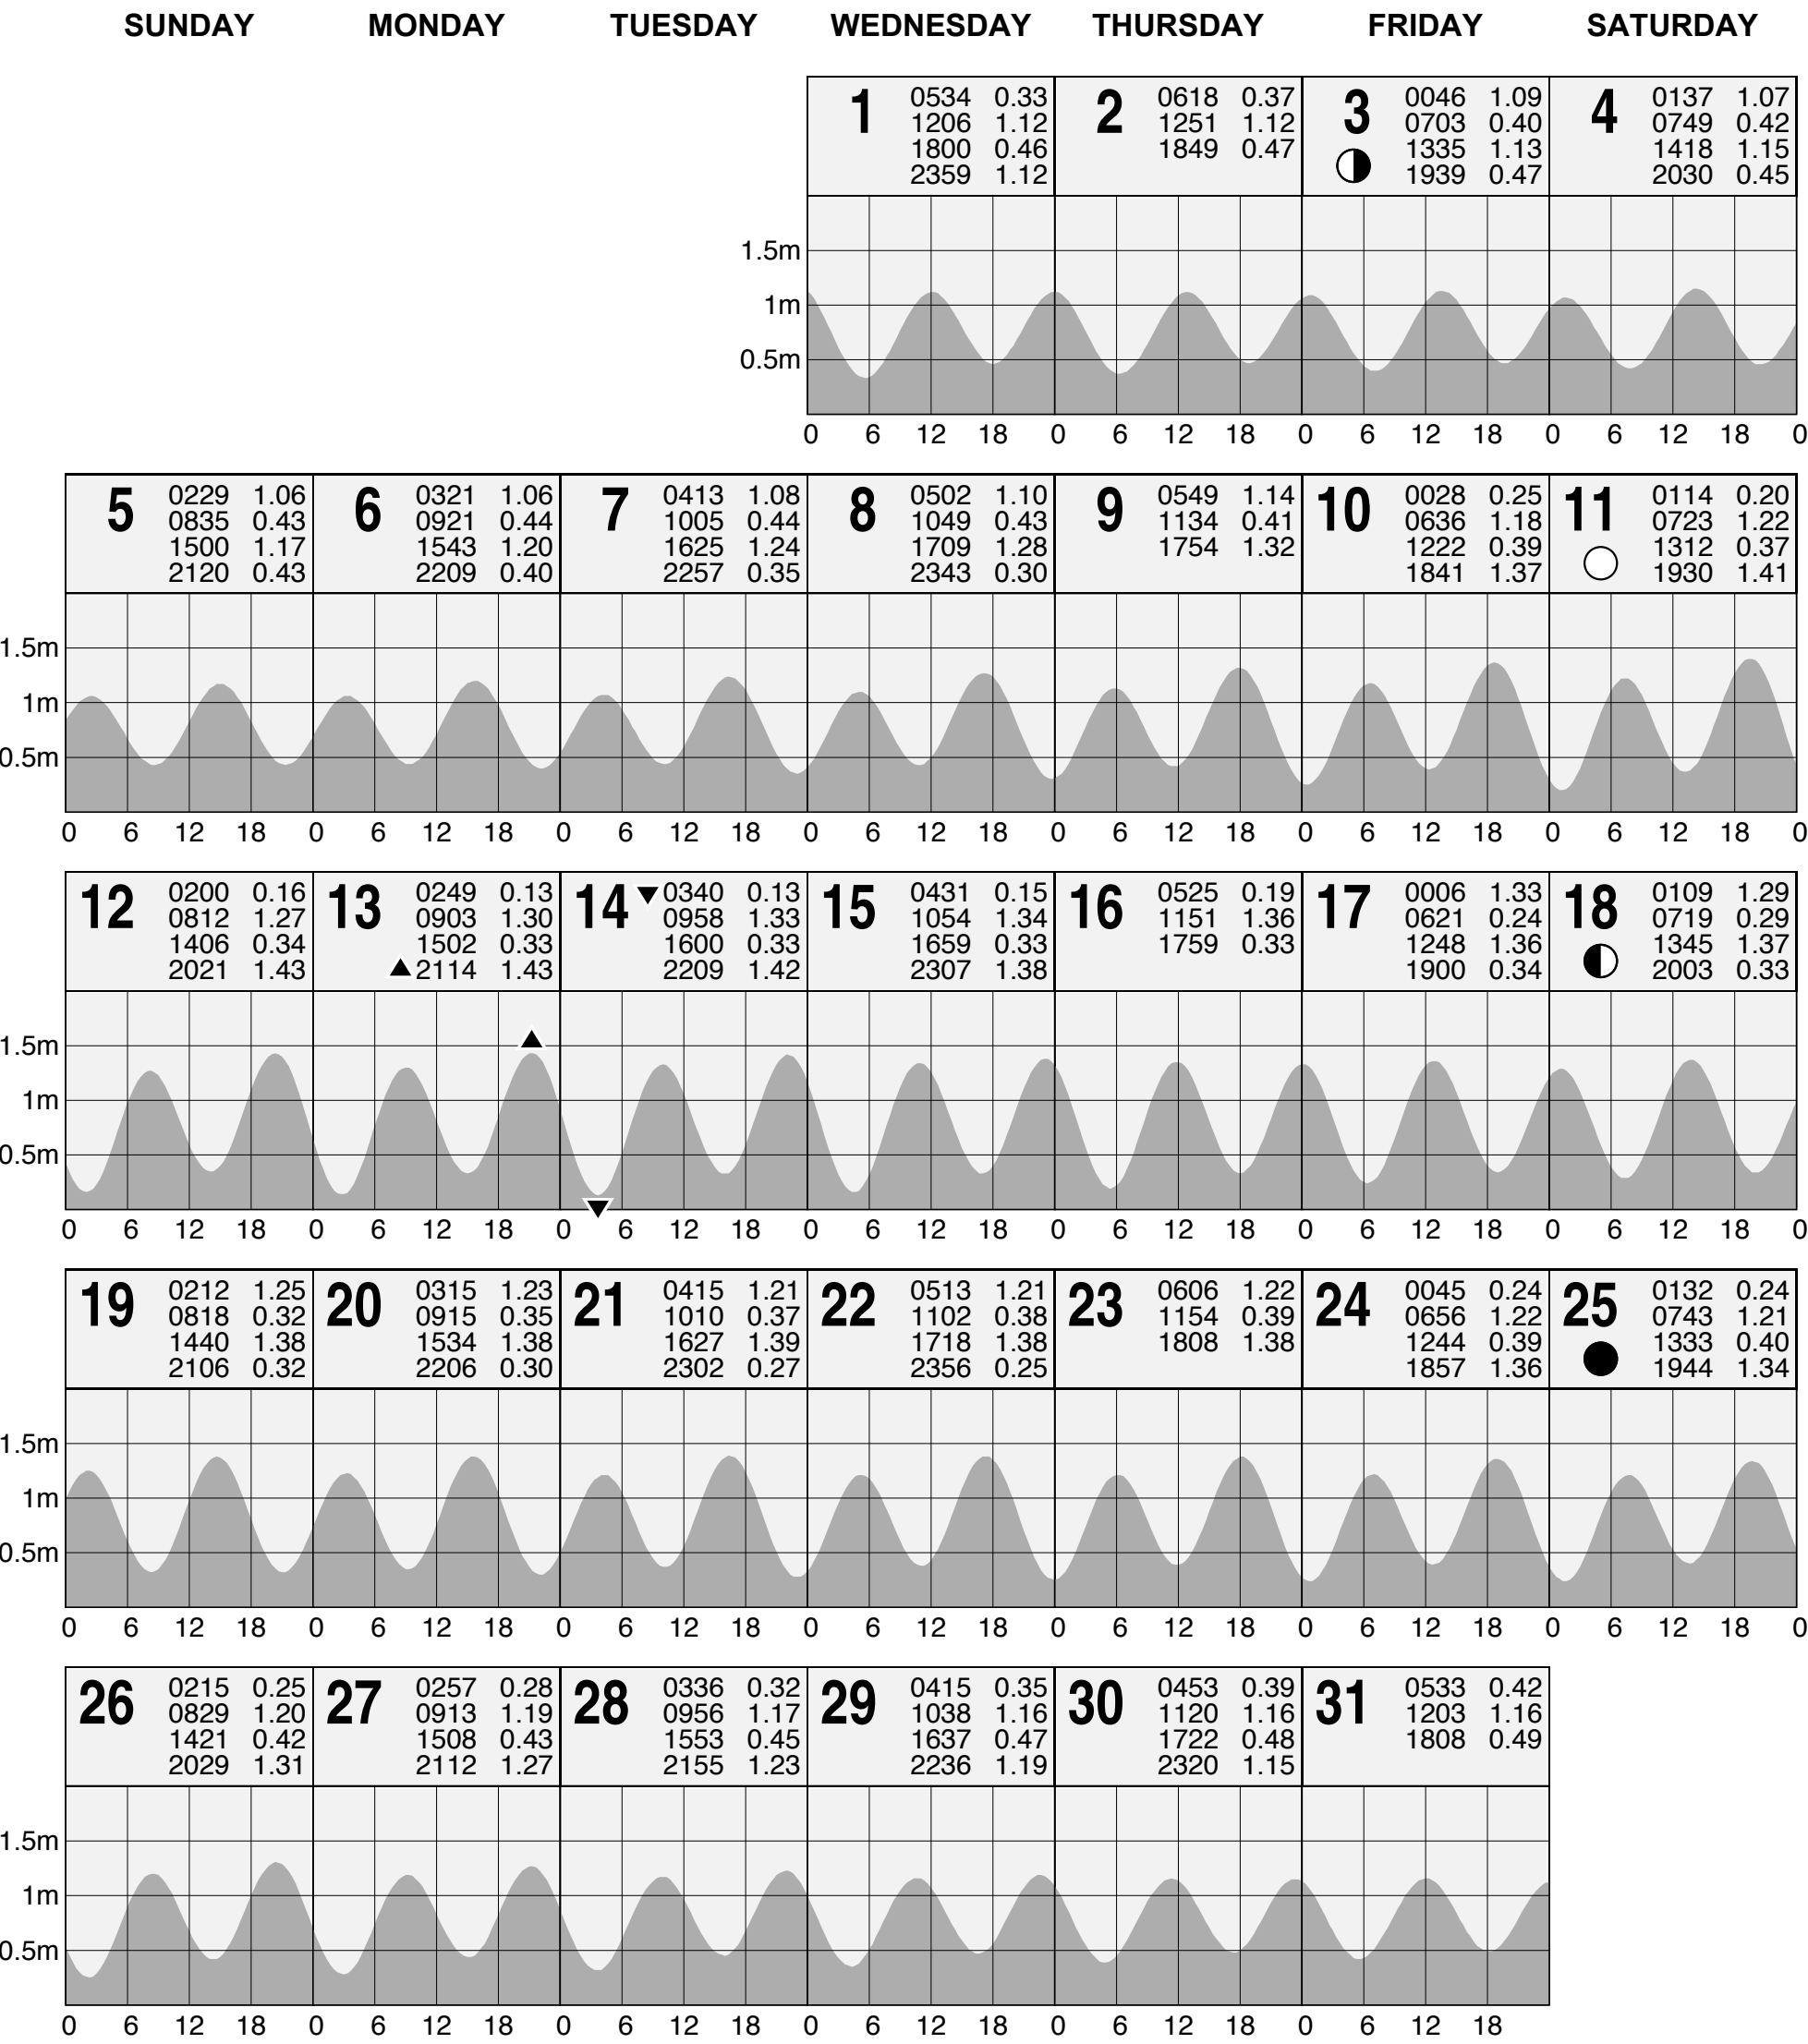 SUNDAY MONDAY TUESDAY WEDNESDAY THURSDAY FRIDAY SATURDAY
1 0534 0.33
1206 1.12
1800 0.46
2359 1.12
2 0618 0.37
1251 1.12
1849 0.47
3 0046 1.09
0703 0.40
1335 1.13
1939 0.47
4 0137 1.07
0749 0.42
1418 1.15
2030 0.45
1.5m
1m
0.5m
0 6 12 18 0 6 12 18 0 6 12 18 0 6 12 18 0
5 0229 1.06
0835 0.43
1500 1.17
2120 0.43
6 0321 1.06
0921 0.44
1543 1.20
2209 0.40
7 0413 1.08
1005 0.44
1625 1.24
2257 0.35
8 0502 1.10
1049 0.43
1709 1.28
2343 0.30
9 0549 1.14
1134 0.41
1754 1.32
10 0028 0.25
0636 1.18
1222 0.39
1841 1.37
11 0114 0.20
0723 1.22
1312 0.37
1930 1.41
1.5m
1m
0.5m
0 6 12 18 0 6 12 18 0 6 12 18 0 6 12 18 0 6 12 18 0 6 12 18 0 6 12 18 0
12 0200 0.16
0812 1.27
1406 0.34
2021 1.43
13 0249 0.13
0903 1.30
1502 0.33
2114 1.43
14 0340 0.13
0958 1.33
1600 0.33
2209 1.42
15 0431 0.15
1054 1.34
1659 0.33
2307 1.38
16 0525 0.19
1151 1.36
1759 0.33
17 0006 1.33
0621 0.24
1248 1.36
1900 0.34
18 0109 1.29
0719 0.29
1345 1.37
2003 0.33
1.5m
1m
0.5m
0 6 12 18 0 6 12 18 0 6 12 18 0 6 12 18 0 6 12 18 0 6 12 18 0 6 12 18 0
19 0212 1.25
0818 0.32
1440 1.38
2106 0.32
20 0315 1.23
0915 0.35
1534 1.38
2206 0.30
21 0415 1.21
1010 0.37
1627 1.39
2302 0.27
22 0513 1.21
1102 0.38
1718 1.38
2356 0.25
23 0606 1.22
1154 0.39
1808 1.38
24 0045 0.24
0656 1.22
1244 0.39
1857 1.36
25 0132 0.24
0743 1.21
1333 0.40
1944 1.34
1.5m
1m
0.5m
0 6 12 18 0 6 12 18 0 6 12 18 0 6 12 18 0 6 12 18 0 6 12 18 0 6 12 18 0
26 0215 0.25
0829 1.20
1421 0.42
2029 1.31
27 0257 0.28
0913 1.19
1508 0.43
2112 1.27
28 0336 0.32
0956 1.17
1553 0.45
2155 1.23
29 0415 0.35
1038 1.16
1637 0.47
2236 1.19
30 0453 0.39
1120 1.16
1722 0.48
2320 1.15
31 0533 0.42
1203 1.16
1808 0.49
1.5m
1m
0.5m
0 6 12 18 0 6 12 18 0 6 12 18 0 6 12 18 0 6 12 18 0 6 12 18